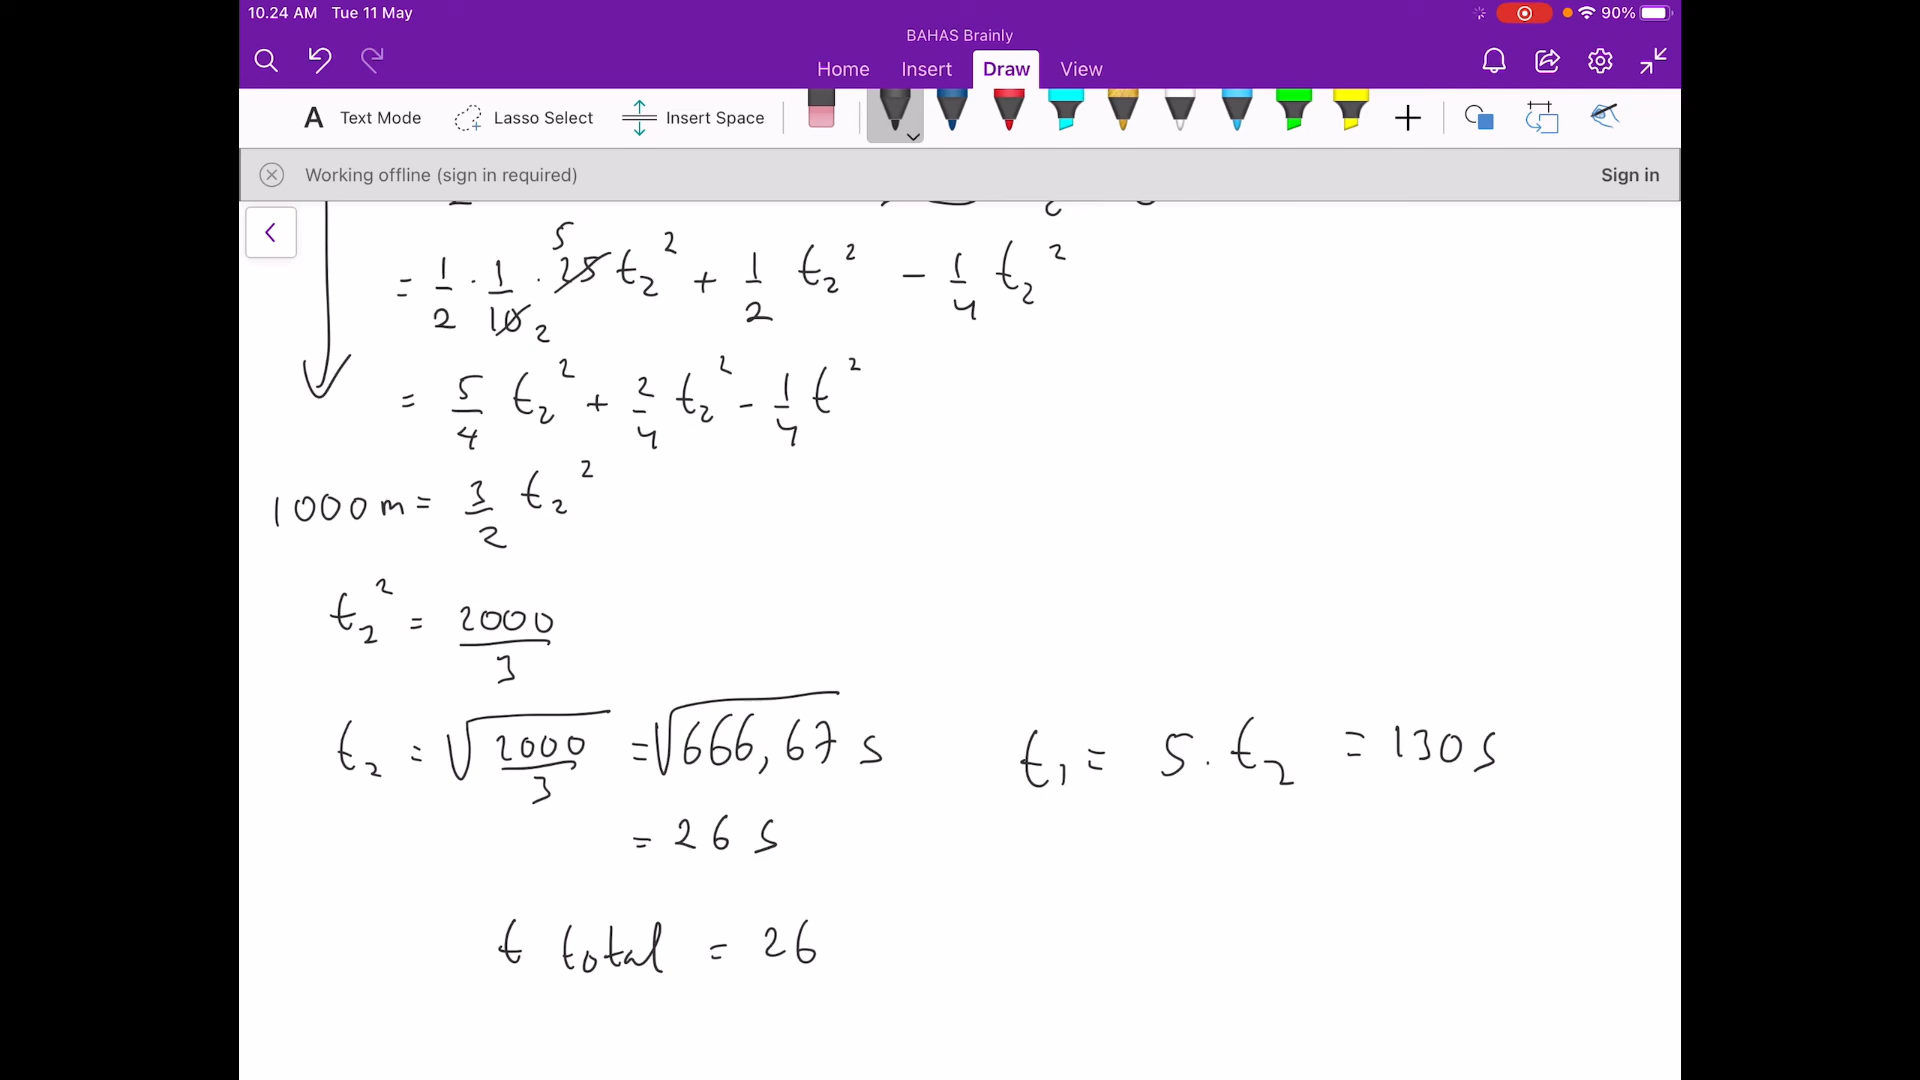 10.24 AM Tue 11 May
90%
BAHAS Brainly
Home Insert Draw View
A Text Mode Lasso Select Insert Space
Working offline (sign in required) Sign in
= 1/2 · 1/10 2 · 25 5 t₂² + 1/2 t₂² - 1/4 t₂²
= 5/4 t₂² + 2/4 t₂² - 1/4 t²
1000 m = 3/2 t₂²
t₂² = 2000/3
t₂ = √(2000/3) = √666,67 s t₁ = 5 · t₂ = 130 s
= 26 s
t total = 26